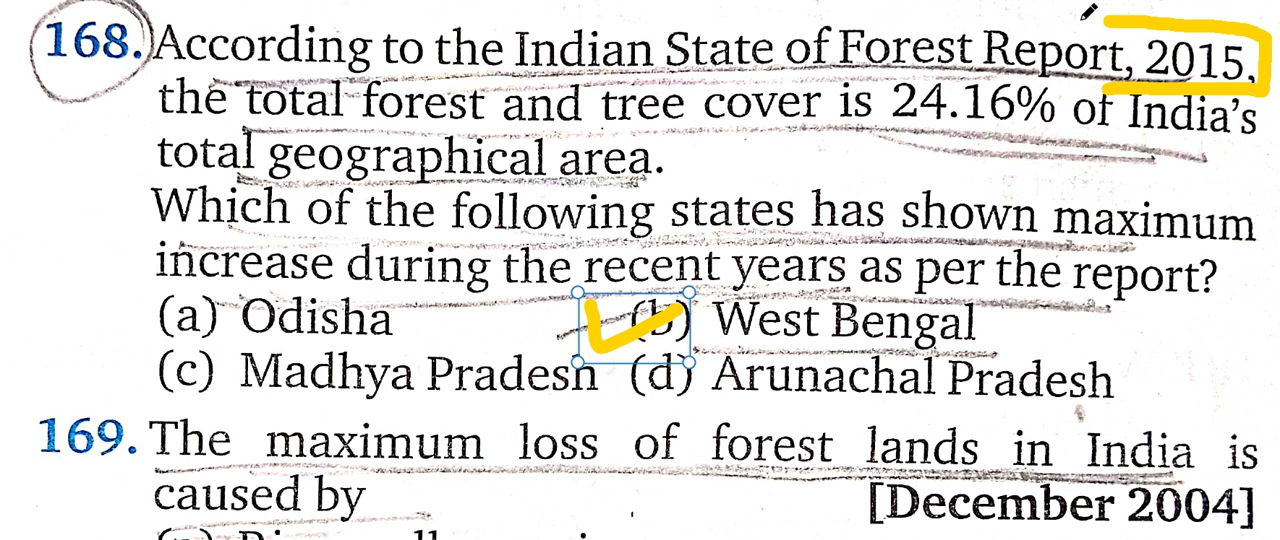 168. According to the Indian State of Forest Report, 2015,
the total forest and tree cover is 24.16% of India's
total geographical area.
Which of the following states has shown maximum
increase during the recent years as per the report?
(a) Odisha (b) West Bengal
(c) Madhya Pradesh (d) Arunachal Pradesh
169. The maximum loss of forest lands in India is
caused by [December 2004]